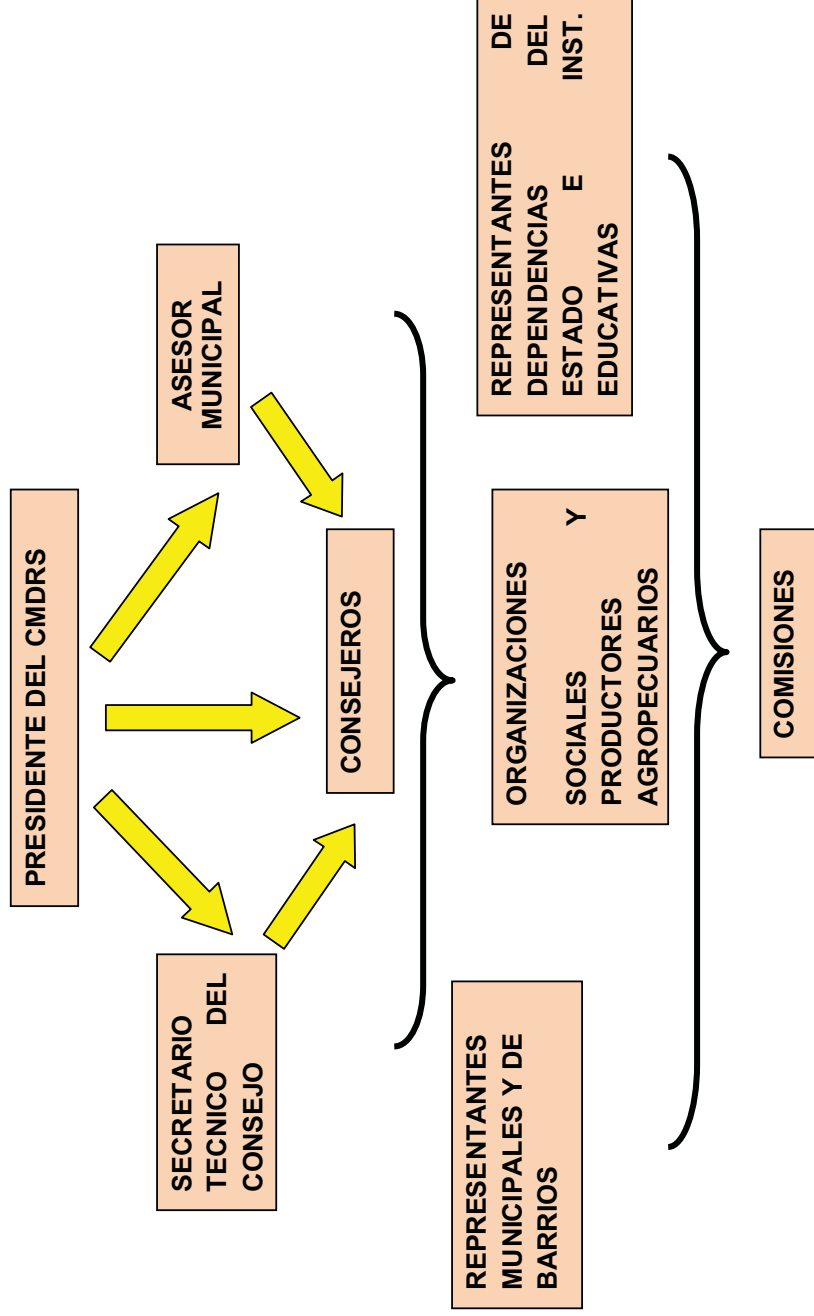 PRESIDENTE DEL CMDRS
SECRETARIO
TECNICO DEL
CONSEJO
ASESOR
MUNICIPAL
CONSEJEROS
REPRESENTANTES
MUNICIPALES Y DE
BARRIOS
ORGANIZACIONES
SOCIALES Y
PRODUCTORES
AGROPECUARIOS
REPRESENTANTES DE
DEPENDENCIAS DEL
ESTADO E INST.
EDUCATIVAS
COMISIONES